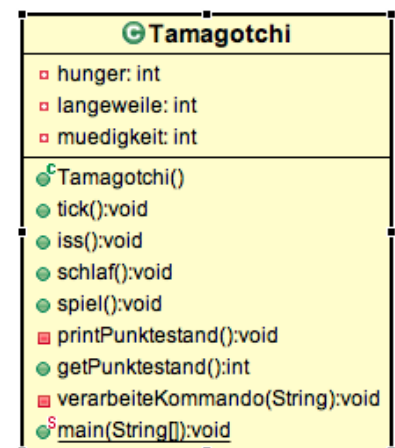 Tamagotchi
hunger: int
langeweile: int
muedigkeit: int
Tamagotchi()
tick():void
iss():void
schlaf():void
spiel():void
printPunktestand():void
getPunktestand():int
verarbeiteKommando(String):void
main(String[]):void